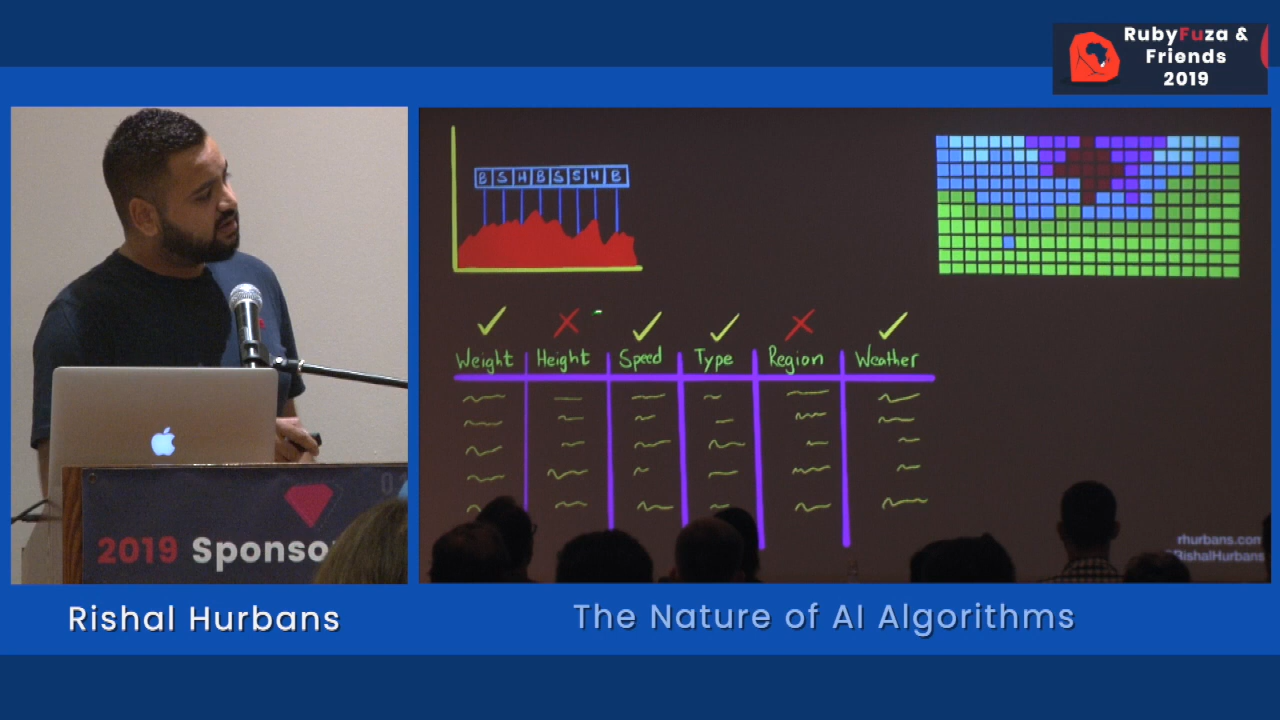 RubyFuza &
Friends
2019
B S H B S S H B
Weight Height Speed Type Region Weather
rhurbans.com
RishalHurbans
2019 Sponso
Rishal Hurbans
The Nature of AI Algorithms